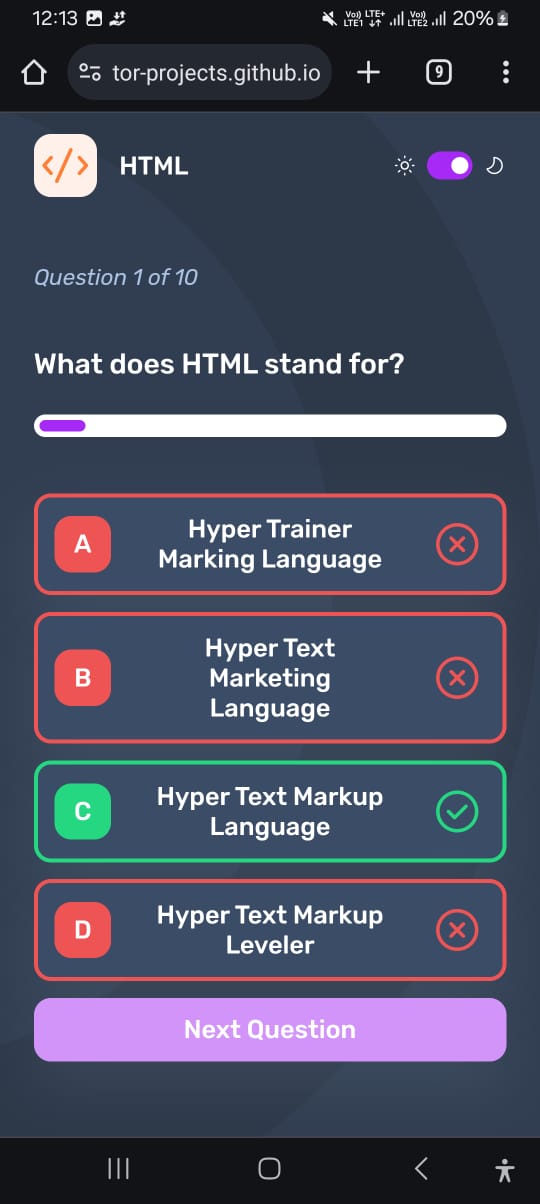 12:13
Vo) LTE+
LTE1
Vo)
LTE2
20%
tor-projects.github.io
9
</>
HTML
Question 1 of 10
What does HTML stand for?
A
Hyper Trainer
Marking Language
B
Hyper Text
Marketing
Language
C
Hyper Text Markup
Language
D
Hyper Text Markup
Leveler
Next Question